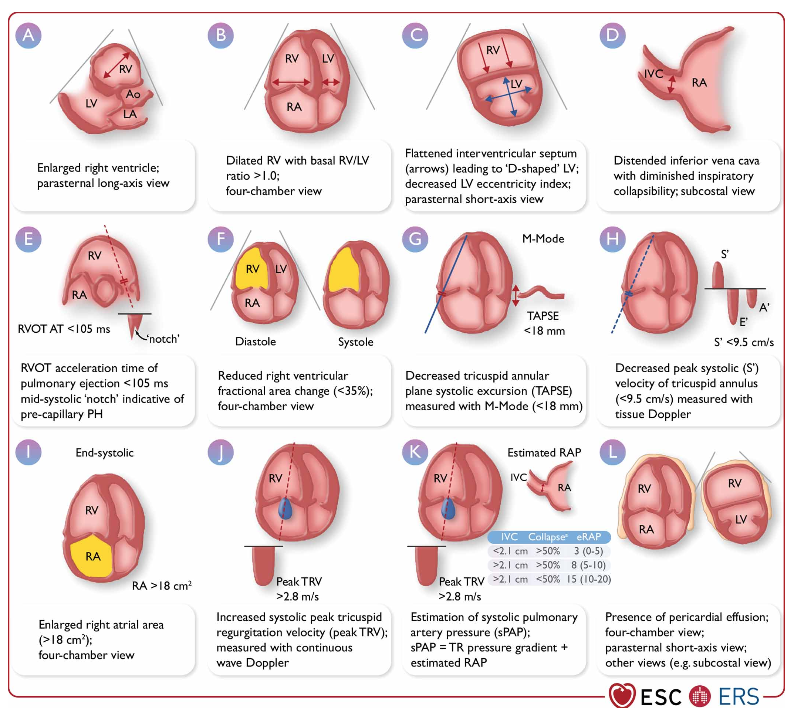 A
RV
LV
Ao
LA
Enlarged right ventricle;
parasternal long-axis view
B
RV
LV
RA
Dilated RV with basal RV/LV
ratio >1.0;
four-chamber view
C
RV
LV
Flattened interventricular septum
(arrows) leading to ‘D-shaped’ LV;
decreased LV eccentricity index;
parasternal short-axis view
D
IVC
RA
Distended inferior vena cava
with diminished inspiratory
collapsibility; subcostal view
E
RV
RA
RVOT AT <105 ms
‘notch’
RVOT acceleration time of
pulmonary ejection <105 ms
mid-systolic ‘notch’ indicative of
pre-capillary PH
F
RV
LV
RA
Diastole
Systole
Reduced right ventricular
fractional area change (<35%);
four-chamber view
G
M-Mode
TAPSE
<18 mm
Decreased tricuspid annular
plane systolic excursion (TAPSE)
measured with M-Mode (<18 mm)
H
S’
E’
A’
S’ <9.5 cm/s
Decreased peak systolic (S’)
velocity of tricuspid annulus
(<9.5 cm/s) measured with
tissue Doppler
I
End-systolic
RV
RA
RA >18 cm²
Enlarged right atrial area
(>18 cm²);
four-chamber view
J
RV
Peak TRV
>2.8 m/s
Increased systolic peak tricuspid
regurgitation velocity (peak TRV);
measured with continuous
wave Doppler
K
RV
Estimated RAP
IVC
RA
IVC Collapseᵃ eRAP
<2.1 cm >50% 3 (0-5)
>2.1 cm >50% 8 (5-10)
>2.1 cm <50% 15 (10-20)
Peak TRV
>2.8 m/s
Estimation of systolic pulmonary
artery pressure (sPAP);
sPAP = TR pressure gradient +
estimated RAP
L
RV
RA
RV
LV
Presence of pericardial effusion;
four-chamber view;
parasternal short-axis view;
other views (e.g. subcostal view)
ESC ERS